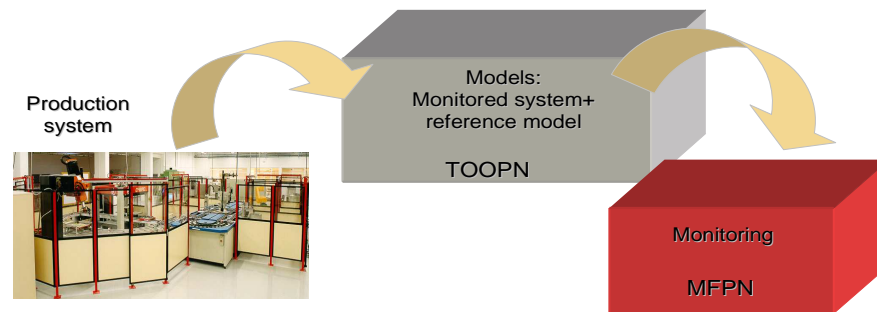 Production
system
Models:
Monitored system+
reference model
TOOPN
Monitoring
MFPN